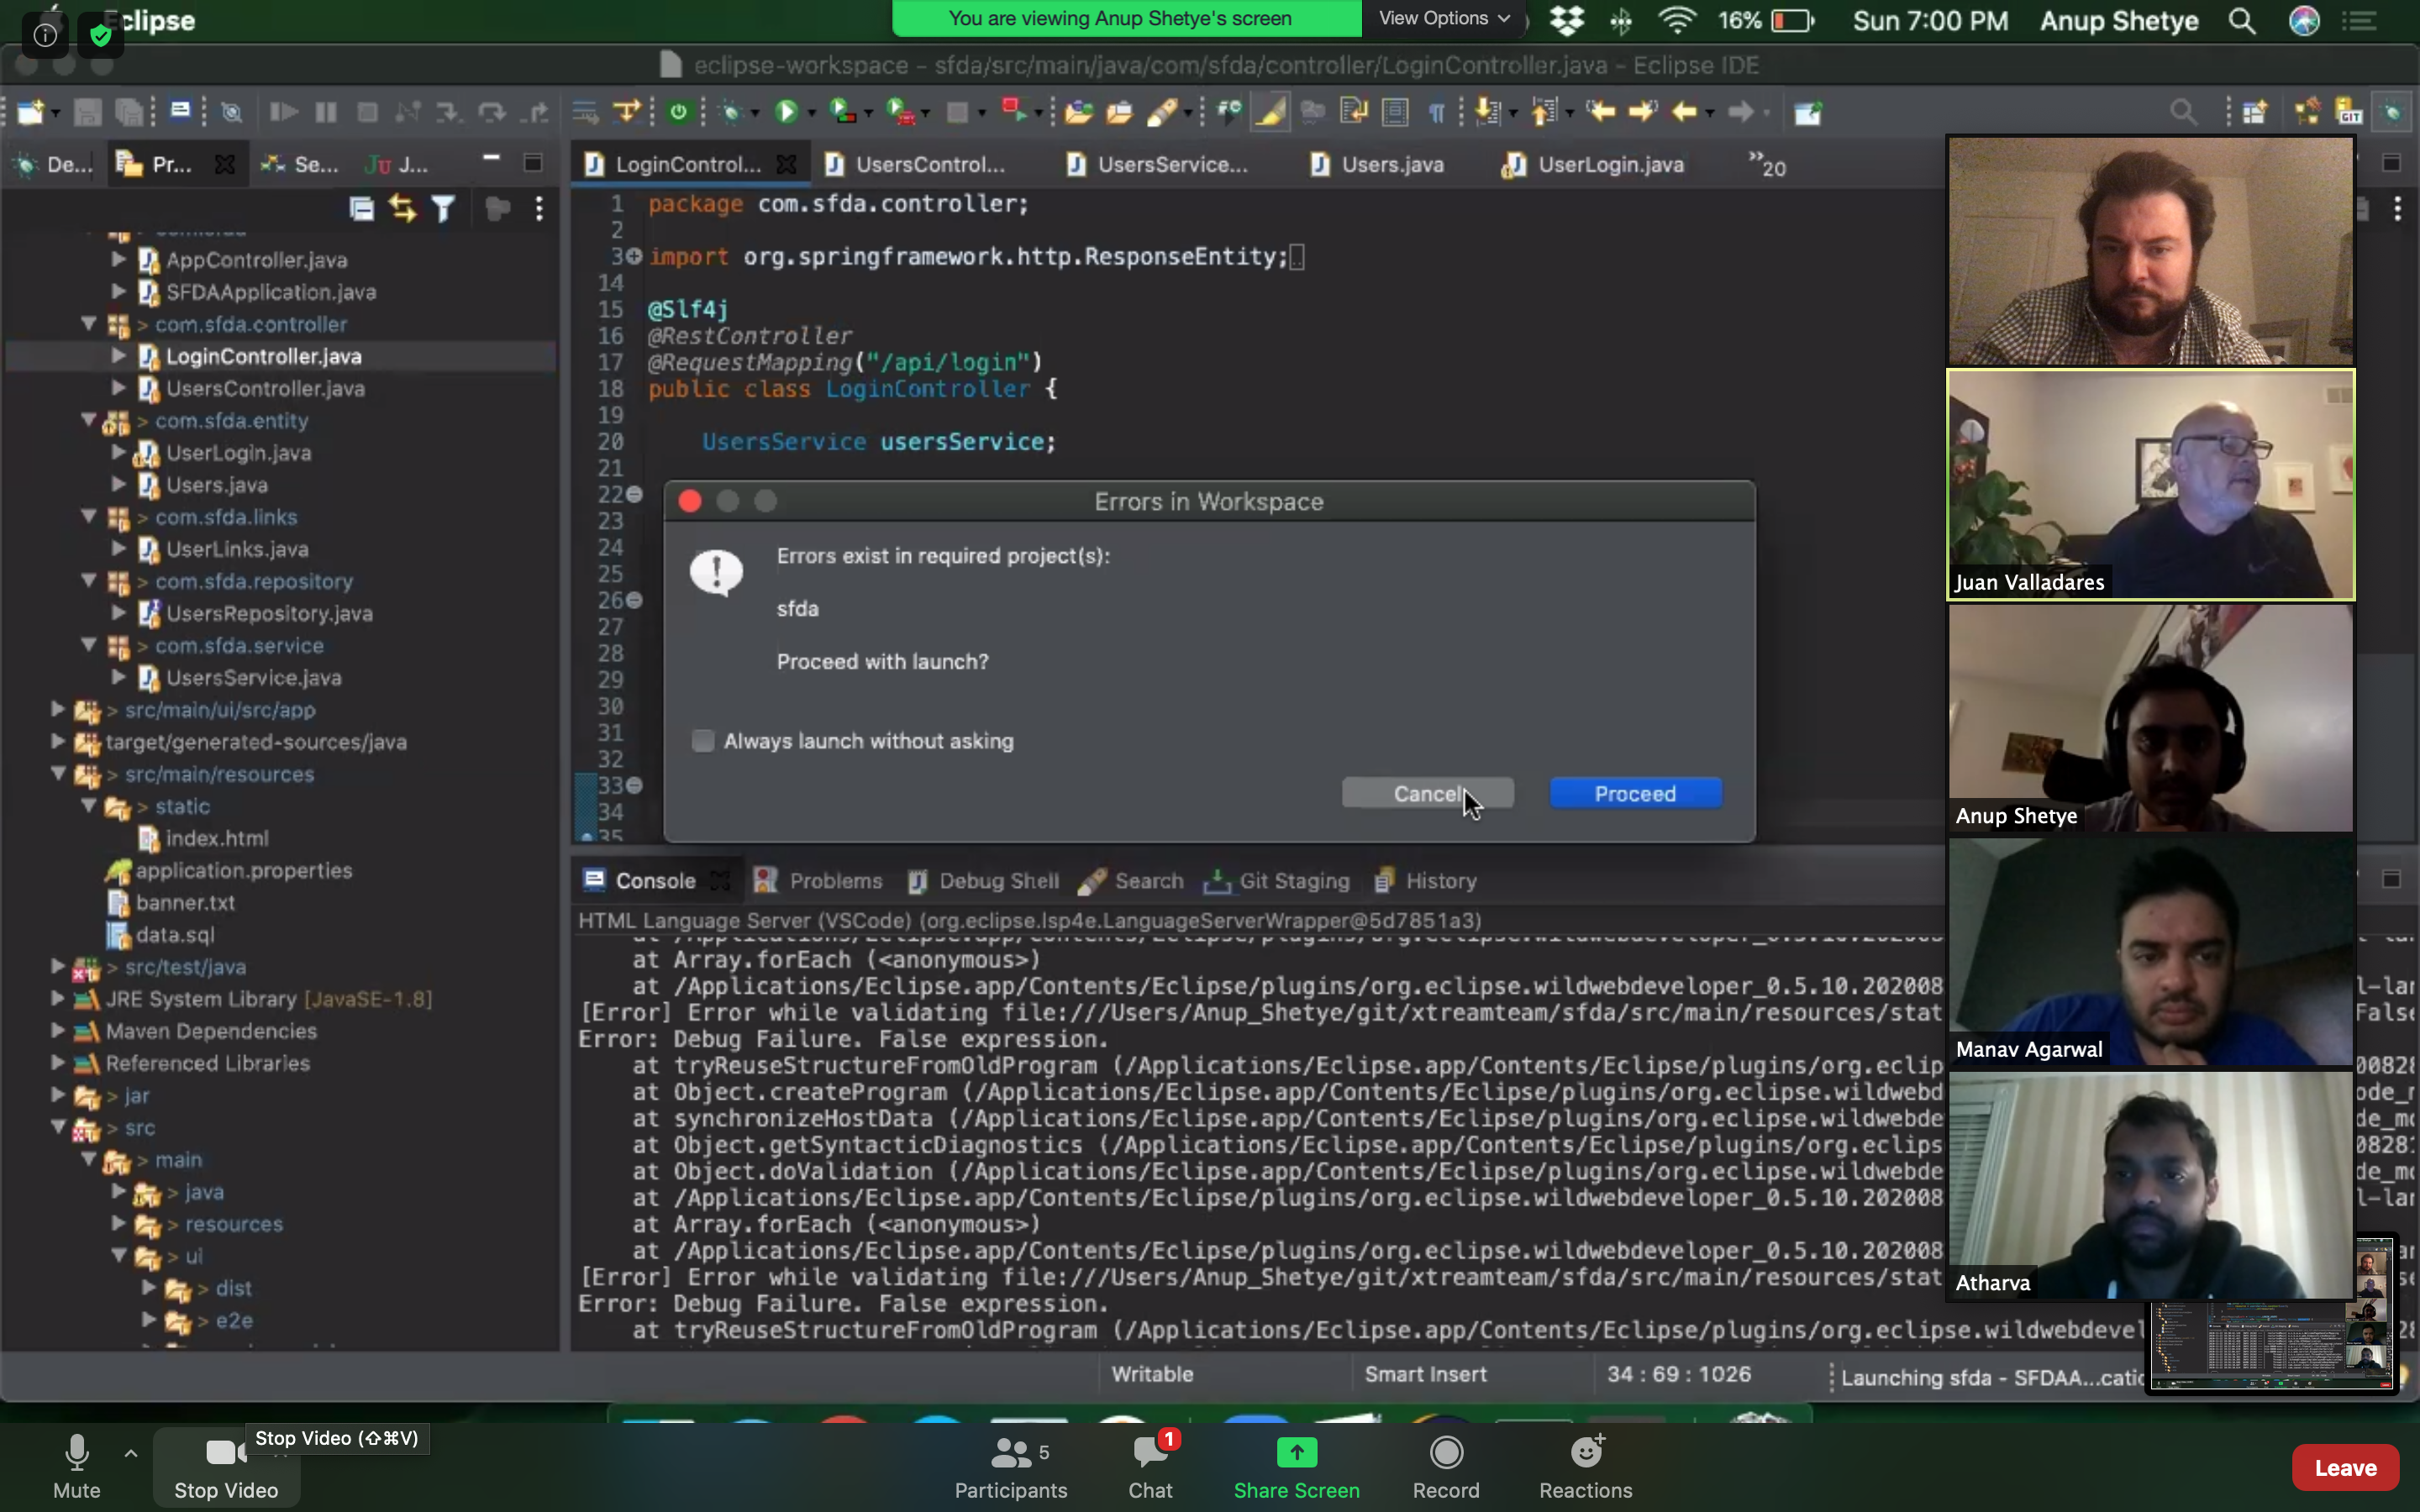 Eclipse
You are viewing Anup Shetye's screen
View Options
16%
Sun 7:00 PM
Anup Shetye
eclipse-workspace – sfda/src/main/java/com/sfda/controller/LoginController.java – Eclipse IDE
GIT
De...
Pr...
Se...
Ju J...
LoginControl...
UsersControl...
UsersService...
Users.java
UserLogin.java
»20
AppController.java
SFDAApplication.java
> com.sfda.controller
LoginController.java
UsersController.java
> com.sfda.entity
UserLogin.java
Users.java
> com.sfda.links
UserLinks.java
> com.sfda.repository
UsersRepository.java
> com.sfda.service
UsersService.java
> src/main/ui/src/app
target/generated-sources/java
> src/main/resources
> static
index.html
application.properties
banner.txt
data.sql
> src/test/java
JRE System Library [JavaSE-1.8]
Maven Dependencies
Referenced Libraries
> jar
> src
> main
> java
> resources
> ui
> dist
> e2e
1 package com.sfda.controller;
2
3 import org.springframework.http.ResponseEntity;
14
15 @Slf4j
16 @RestController
17 @RequestMapping("/api/login")
18 public class LoginController {
19
20 UsersService usersService;
21
22
23
24
25
26
27
28
29
30
31
32
33
34
35
Errors in Workspace
Errors exist in required project(s):
sfda
Proceed with launch?
Always launch without asking
Cancel
Proceed
Console
Problems
Debug Shell
Search
Git Staging
History
HTML Language Server (VSCode) (org.eclipse.lsp4e.LanguageServerWrapper@5d7851a3)
at Array.forEach (<anonymous>)
at /Applications/Eclipse.app/Contents/Eclipse/plugins/org.eclipse.wildwebdeveloper_0.5.10.202008
[Error] Error while validating file:///Users/Anup_Shetye/git/xtreamteam/sfda/src/main/resources/stat
Error: Debug Failure. False expression.
at tryReuseStructureFromOldProgram (/Applications/Eclipse.app/Contents/Eclipse/plugins/org.eclip
at Object.createProgram (/Applications/Eclipse.app/Contents/Eclipse/plugins/org.eclipse.wildwebd
at synchronizeHostData (/Applications/Eclipse.app/Contents/Eclipse/plugins/org.eclipse.wildwebde
at Object.getSyntacticDiagnostics (/Applications/Eclipse.app/Contents/Eclipse/plugins/org.eclips
at Object.doValidation (/Applications/Eclipse.app/Contents/Eclipse/plugins/org.eclipse.wildwebde
at /Applications/Eclipse.app/Contents/Eclipse/plugins/org.eclipse.wildwebdeveloper_0.5.10.202008
at Array.forEach (<anonymous>)
at /Applications/Eclipse.app/Contents/Eclipse/plugins/org.eclipse.wildwebdeveloper_0.5.10.202008
[Error] Error while validating file:///Users/Anup_Shetye/git/xtreamteam/sfda/src/main/resources/stat
Error: Debug Failure. False expression.
at tryReuseStructureFromOldProgram (/Applications/Eclipse.app/Contents/Eclipse/plugins/org.eclipse.wildwebdevel
Writable
Smart Insert
34 : 69 : 1026
Launching sfda - SFDAA...catio
Juan Valladares
Anup Shetye
Manav Agarwal
Atharva
Stop Video (⇧⌘V)
Mute
Stop Video
5
Participants
1
Chat
Share Screen
Record
Reactions
Leave